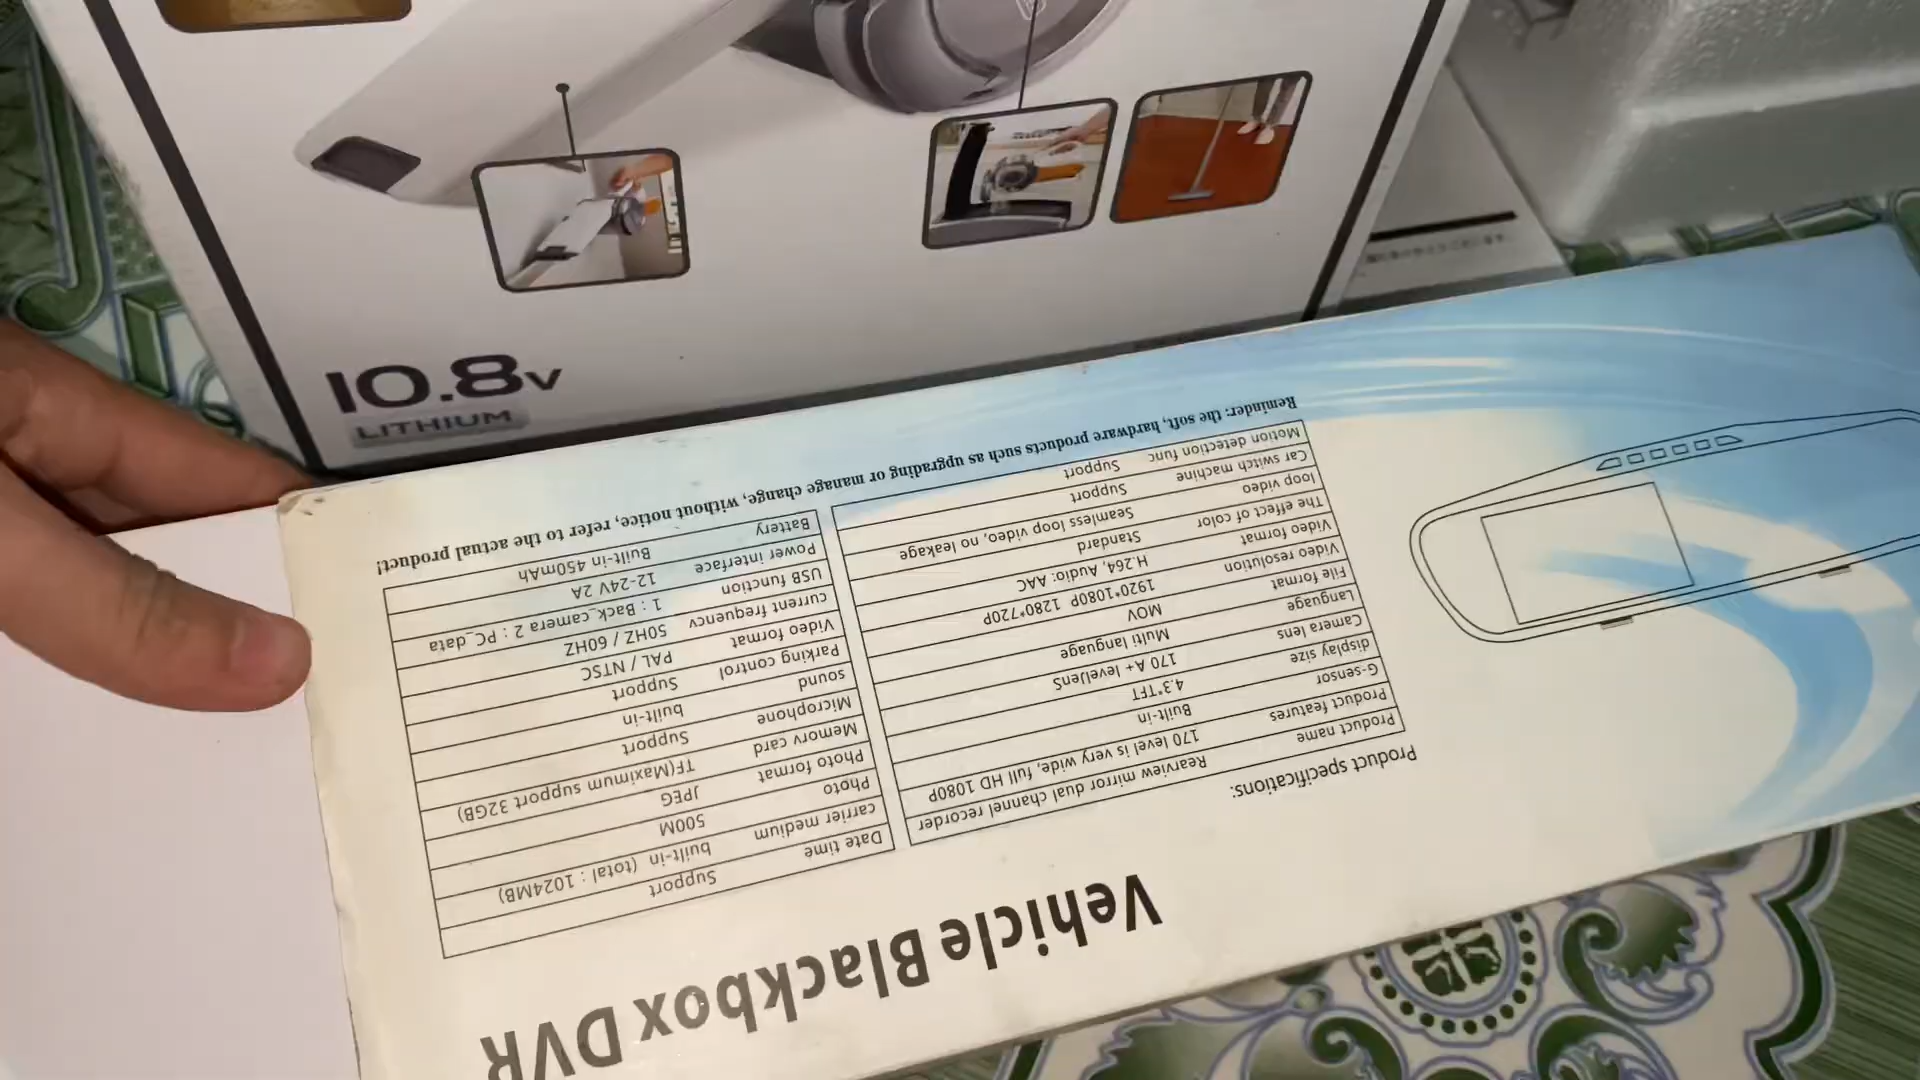 10.8V
LITHIUM
Vehicle Blackbox DVR
Product specifications:
Product name Rearview mirror dual channel recorder
Product features 170 level is very wide, full HD 1080P
G-sensor Built-in
display size 4.3"TFT
Camera lens 170 A+ levelJenS
Language Multi language
File format MOV
Video resolution 1920*1080P 1280*720P
Video format H.264, Audio: AAC
The effect of color Standard
loop video Seamless loop video, no leakage
Car switch machine Support
Motion detection func Support
Date time Support
carrier medium built-in (total : 1024MB)
Photo 500M
Photo format JPEG
Memory card TF(Maximum support 32GB)
Microphone Support
sound built-in
Parking control Support
Video format PAL / NTSC
current frequency 50HZ / 60HZ
USB function 1 : Back_camera 2 : PC_data
Power interface 12-24V 2A
Battery Built-in 450mAh
Reminder: the soft, hardware products such as upgrading or manage change, without notice, refer to the actual product!